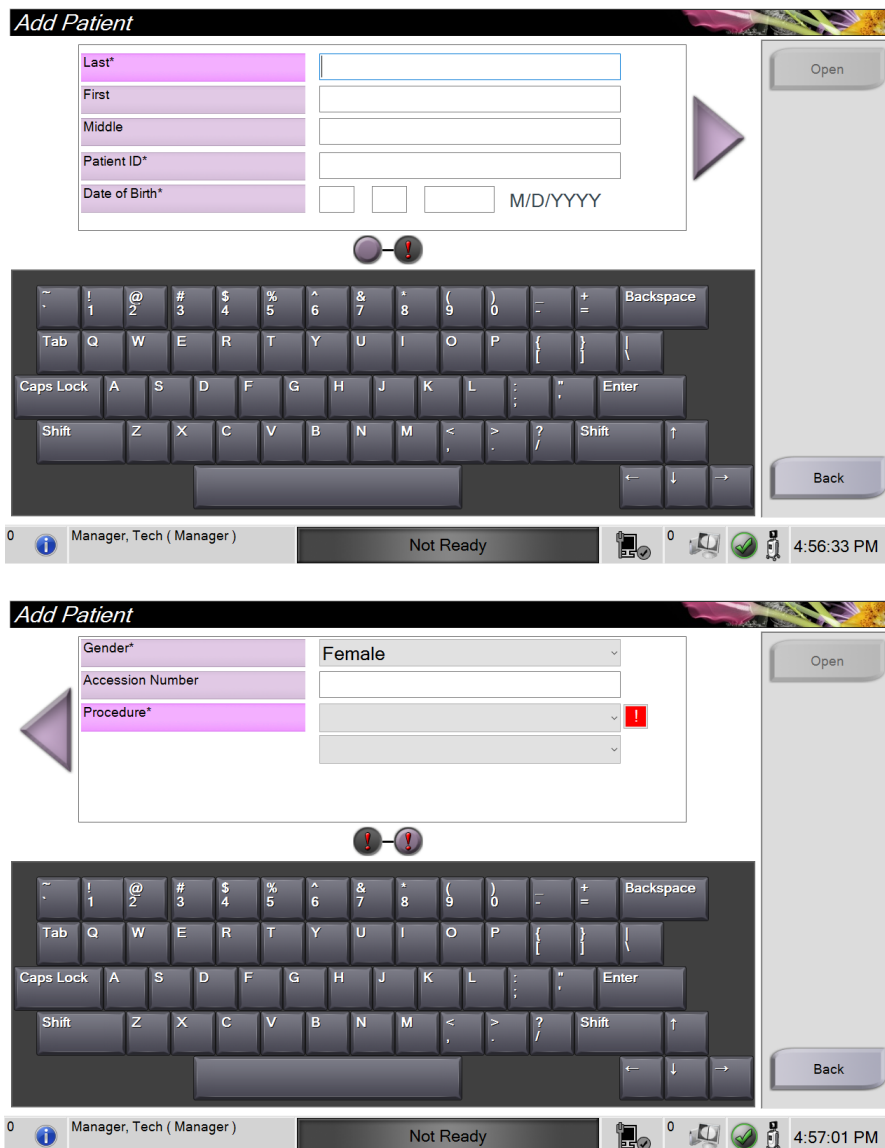 Add Patient
Last*
Open
First
Middle
Patient ID*
Date of Birth* M/D/YYYY
~ ! @ # $ % ^ & * ( ) _ + Backspace
` 1 2 3 4 5 6 7 8 9 0 - =
Tab Q W E R T Y U I O P { } |
[ ] \
Caps Lock A S D F G H J K L : " Enter
; '
Shift Z X C V B N M < > ? Shift ↑
, . /
← ↓ →
Back
0 Manager, Tech ( Manager ) Not Ready 0 4:56:33 PM
Add Patient
Gender* Female
Open
Accession Number
Procedure* !
~ ! @ # $ % ^ & * ( ) _ + Backspace
` 1 2 3 4 5 6 7 8 9 0 - =
Tab Q W E R T Y U I O P { } |
[ ] \
Caps Lock A S D F G H J K L : " Enter
; '
Shift Z X C V B N M < > ? Shift ↑
, . /
← ↓ →
Back
0 Manager, Tech ( Manager ) Not Ready 0 4:57:01 PM